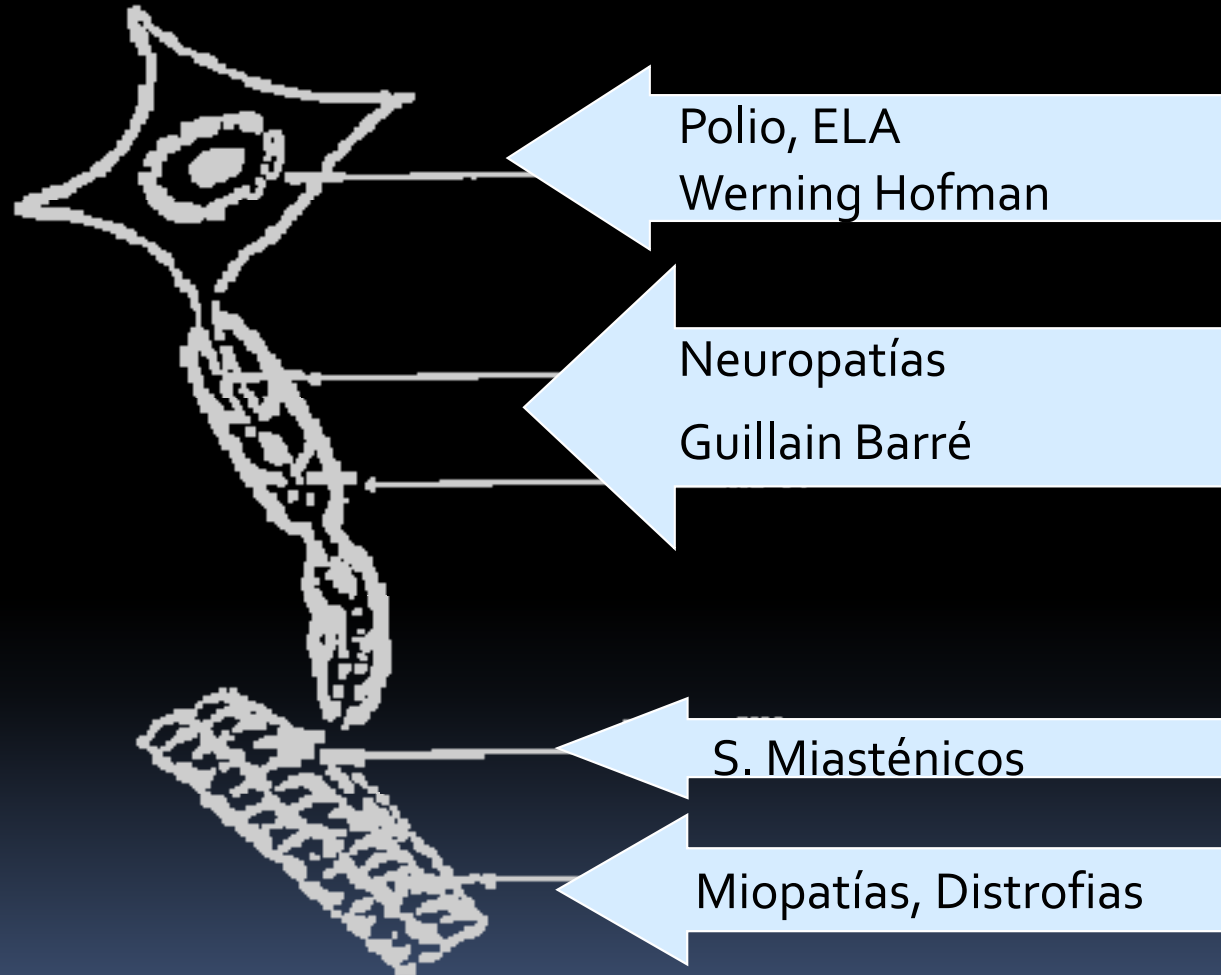 Polio, ELA
Werning Hofman
Neuropatías
Guillain Barré
S. Miasténicos
Miopatías, Distrofias